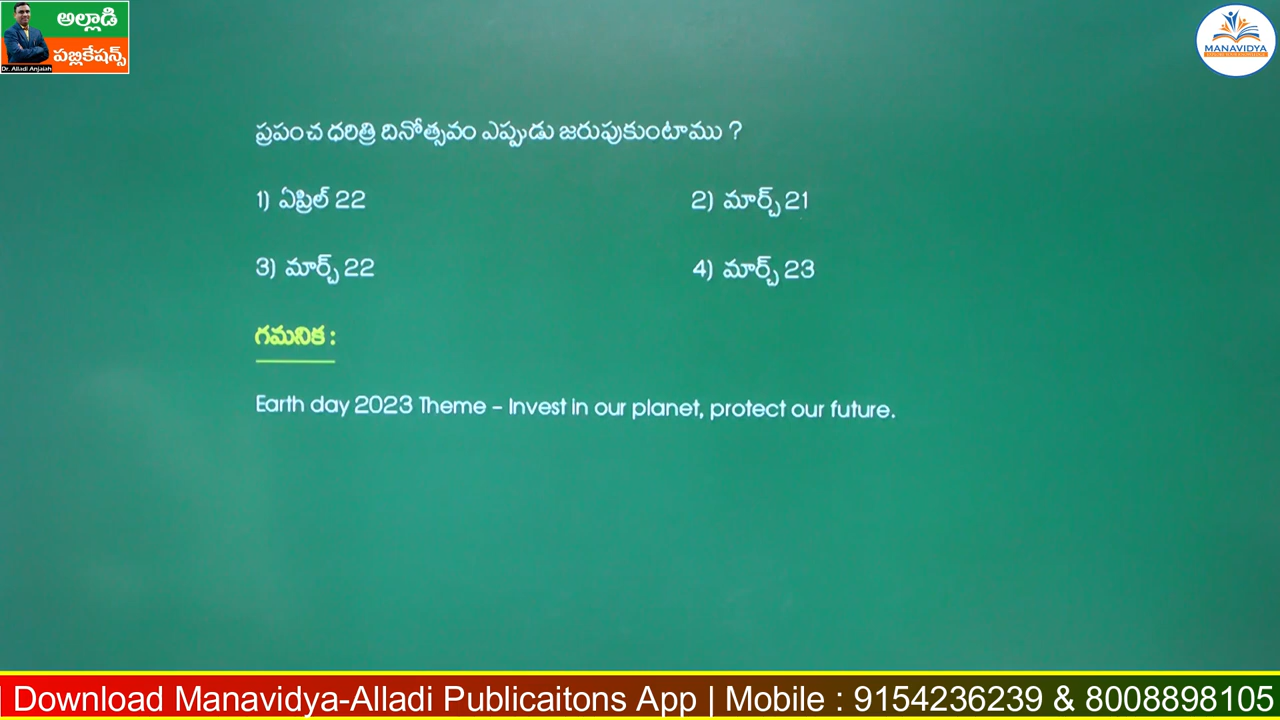 అల్లాడి
పబ్లికేషన్స్
Dr. Alladi Anjaiah
MANAVIDYA
ప్రపంచ ధరిత్రి దినోత్సవం ఎప్పుడు జరుపుకుంటాము ?
1) ఏప్రిల్ 22
2) మార్చ్ 21
3) మార్చ్ 22
4) మార్చ్ 23
గమనిక :
Earth day 2023 Theme – Invest in our planet, protect our future.
Download Manavidya-Alladi Publicaitons App | Mobile : 9154236239 & 8008898105